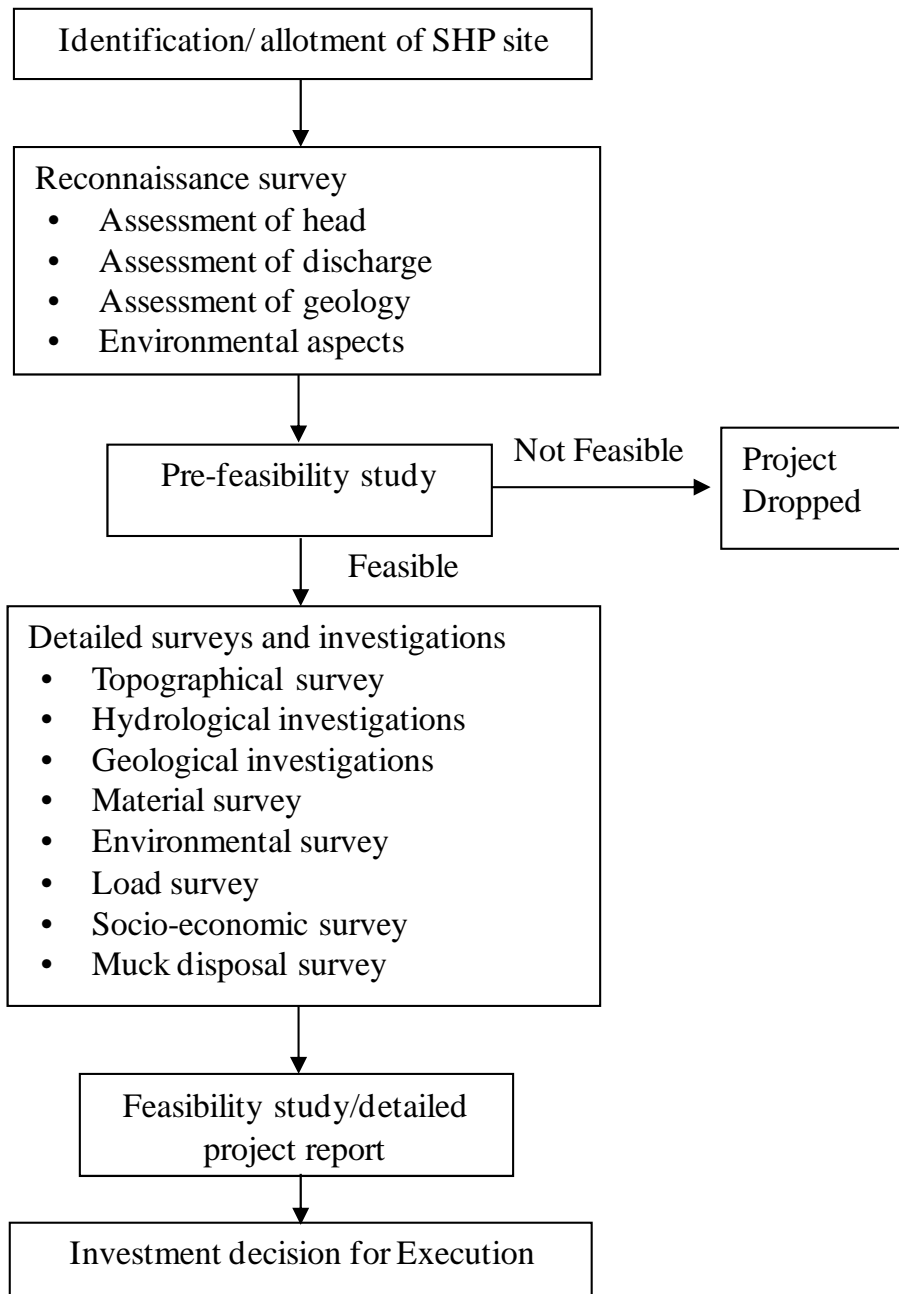 Identification/ allotment of SHP site
Reconnaissance survey
• Assessment of head
• Assessment of discharge
• Assessment of geology
• Environmental aspects
Pre-feasibility study
Not Feasible
Project
Dropped
Feasible
Detailed surveys and investigations
• Topographical survey
• Hydrological investigations
• Geological investigations
• Material survey
• Environmental survey
• Load survey
• Socio-economic survey
• Muck disposal survey
Feasibility study/detailed
project report
Investment decision for Execution